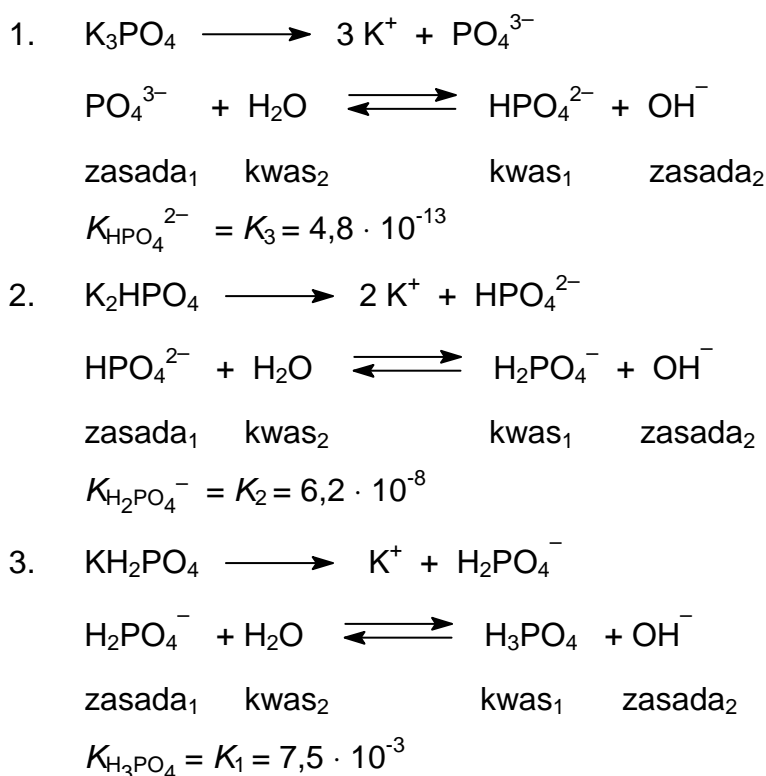 1. K₃PO₄ ⟶ 3 K⁺ + PO₄³⁻
PO₄³⁻ + H₂O ⇄ HPO₄²⁻ + OH⁻
zasada₁ kwas₂ kwas₁ zasada₂
K_HPO₄²⁻ = K₃ = 4,8 · 10⁻¹³
2. K₂HPO₄ ⟶ 2 K⁺ + HPO₄²⁻
HPO₄²⁻ + H₂O ⇄ H₂PO₄⁻ + OH⁻
zasada₁ kwas₂ kwas₁ zasada₂
K_H₂PO₄⁻ = K₂ = 6,2 · 10⁻⁸
3. KH₂PO₄ ⟶ K⁺ + H₂PO₄⁻
H₂PO₄⁻ + H₂O ⇄ H₃PO₄ + OH⁻
zasada₁ kwas₂ kwas₁ zasada₂
K_H₃PO₄ = K₁ = 7,5 · 10⁻³